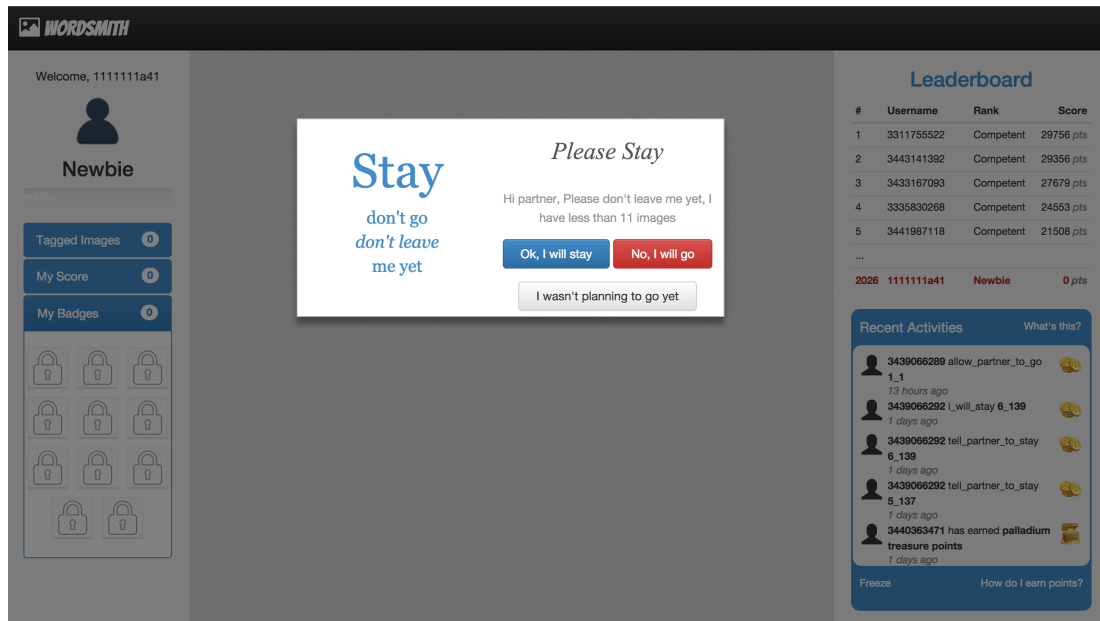 WORDSMITH
Welcome, 1111111a41
Newbie
Tagged Images 0
My Score 0
My Badges 0
Stay
don't go
don't leave
me yet
Please Stay
Hi partner, Please don't leave me yet, I
have less than 11 images
Ok, I will stay
No, I will go
I wasn't planning to go yet
Leaderboard
# Username Rank Score
1 3311755522 Competent 29756 pts
2 3443141392 Competent 29356 pts
3 3433167093 Competent 27679 pts
4 3335830268 Competent 24553 pts
5 3441987118 Competent 21508 pts
...
2026 1111111a41 Newbie 0 pts
Recent Activities What's this?
3439066289 allow_partner_to_go
1_1
13 hours ago
3439066292 i_will_stay 6_139
1 days ago
3439066292 tell_partner_to_stay
6_139
1 days ago
3439066292 tell_partner_to_stay
5_137
1 days ago
3440363471 has earned palladium
treasure points
1 days ago
Freeze How do I earn points?